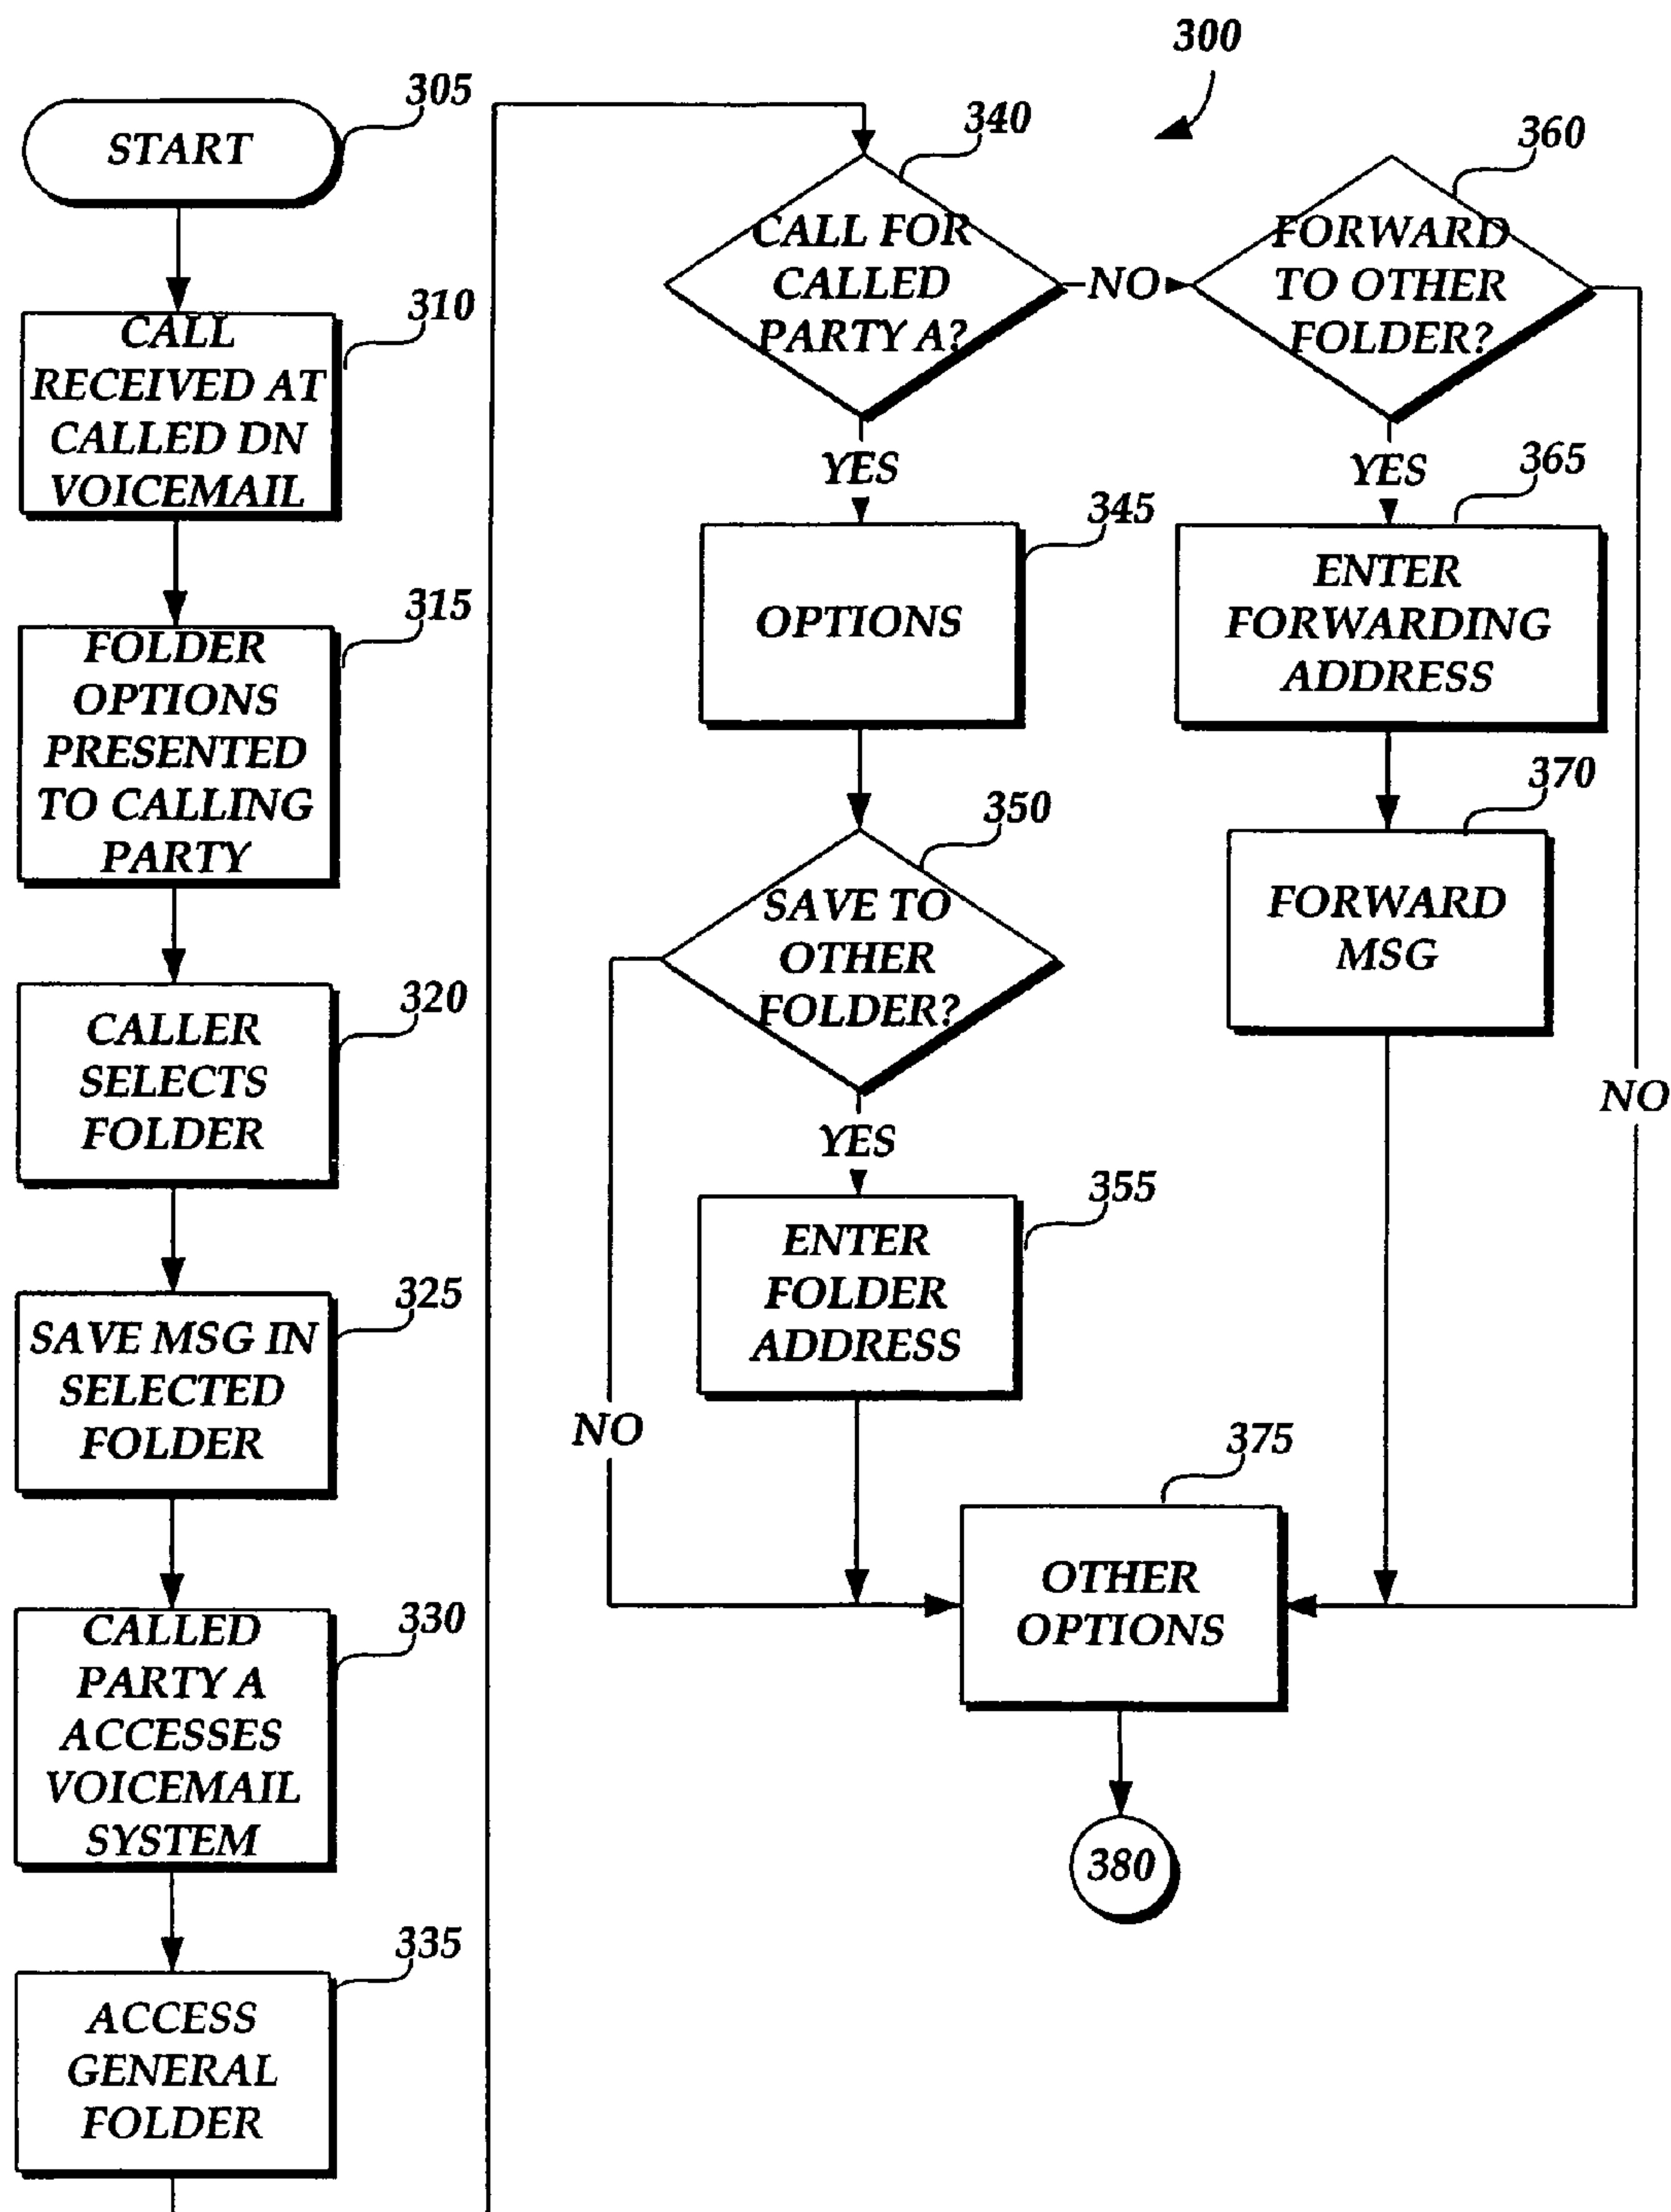 300
305
START
310
CALL
RECEIVED AT
CALLED DN
VOICEMAIL
315
FOLDER
OPTIONS
PRESENTED
TO CALLING
PARTY
320
CALLER
SELECTS
FOLDER
325
SAVE MSG IN
SELECTED
FOLDER
330
CALLED
PARTY A
ACCESSES
VOICEMAIL
SYSTEM
335
ACCESS
GENERAL
FOLDER
340
CALL FOR
CALLED
PARTY A?
NO
YES
345
OPTIONS
350
SAVE TO
OTHER
FOLDER?
NO
YES
355
ENTER
FOLDER
ADDRESS
360
FORWARD
TO OTHER
FOLDER?
NO
YES
365
ENTER
FORWARDING
ADDRESS
370
FORWARD
MSG
375
OTHER
OPTIONS
380